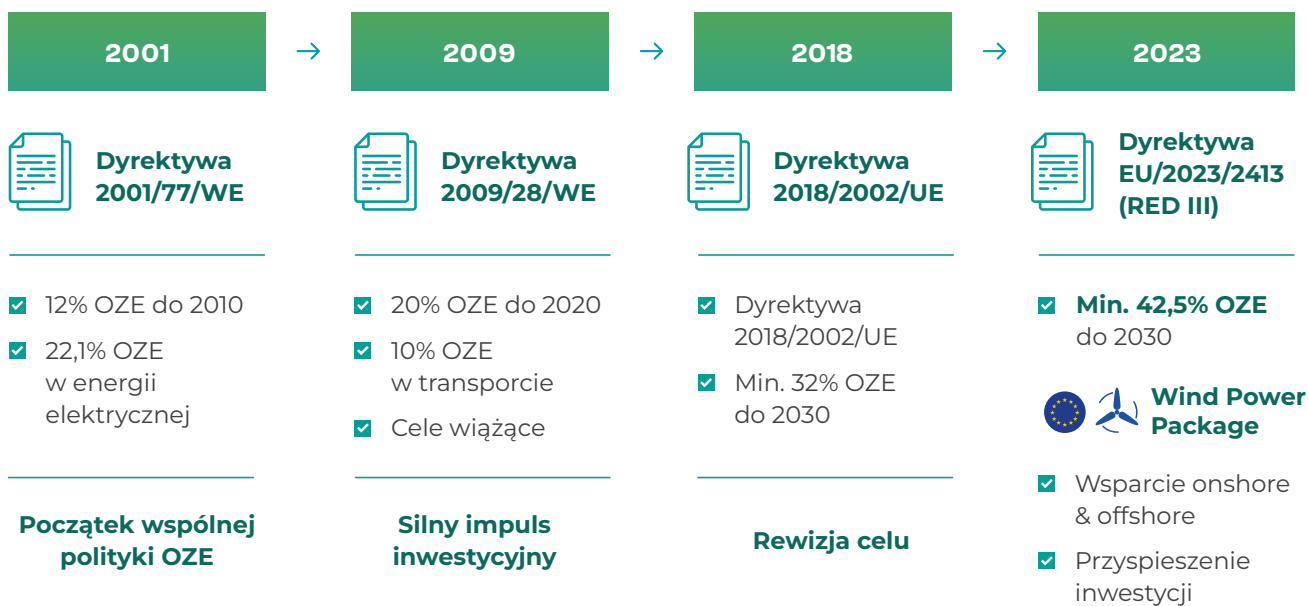 2001
Dyrektywa
2001/77/WE
12% OZE do 2010
22,1% OZE
w energii
elektrycznej
Początek wspólnej
polityki OZE
2009
Dyrektywa
2009/28/WE
20% OZE do 2020
10% OZE
w transporcie
Cele wiążące
Silny impuls
inwestycyjny
2018
Dyrektywa
2018/2002/UE
Dyrektywa
2018/2002/UE
Min. 32% OZE
do 2030
Rewizja celu
2023
Dyrektywa
EU/2023/2413
(RED III)
Min. 42,5% OZE
do 2030
Wind Power
Package
Wsparcie onshore
& offshore
Przyspieszenie
inwestycji